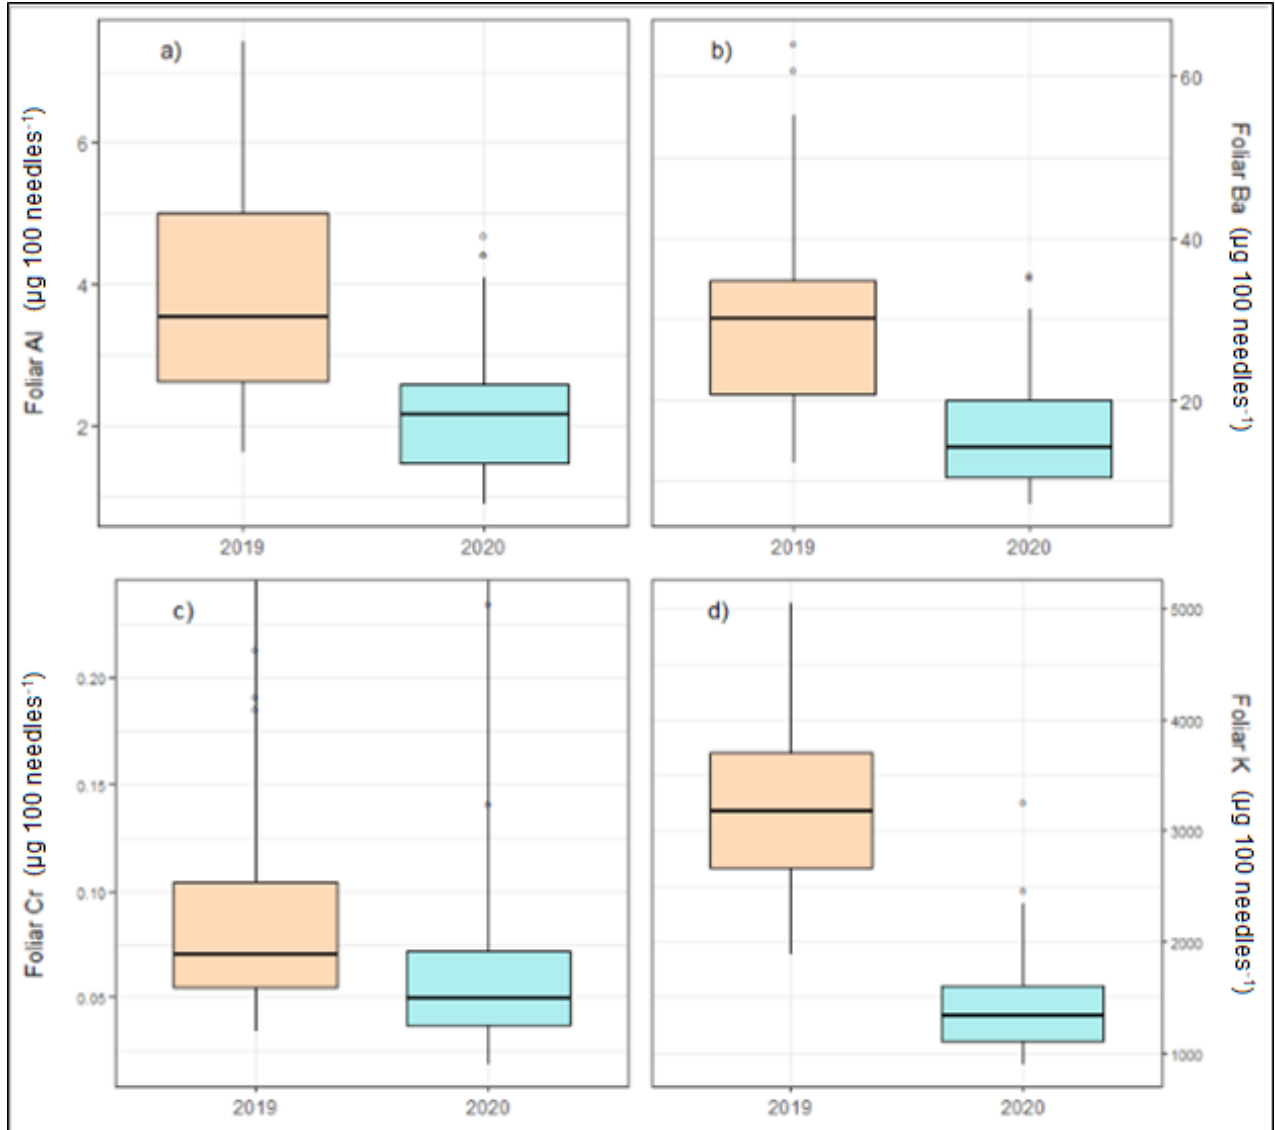 a)
Foliar Al (µg 100 needles⁻¹)
6
4
2
2019 2020
b)
60
40
20
Foliar Ba (µg 100 needles⁻¹)
2019 2020
c)
Foliar Cr (µg 100 needles⁻¹)
0.20
0.15
0.10
0.05
2019 2020
d)
5000
4000
3000
2000
1000
Foliar K (µg 100 needles⁻¹)
2019 2020